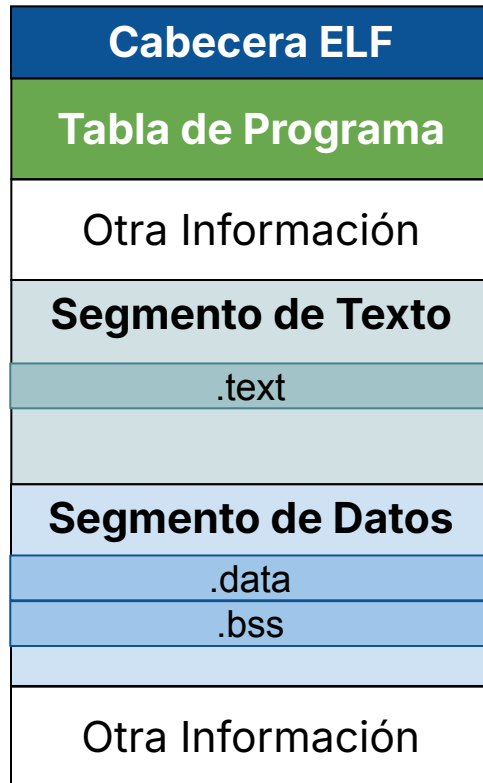 Cabecera ELF
Tabla de Programa
Otra Información
Segmento de Texto
.text
Segmento de Datos
.data
.bss
Otra Información